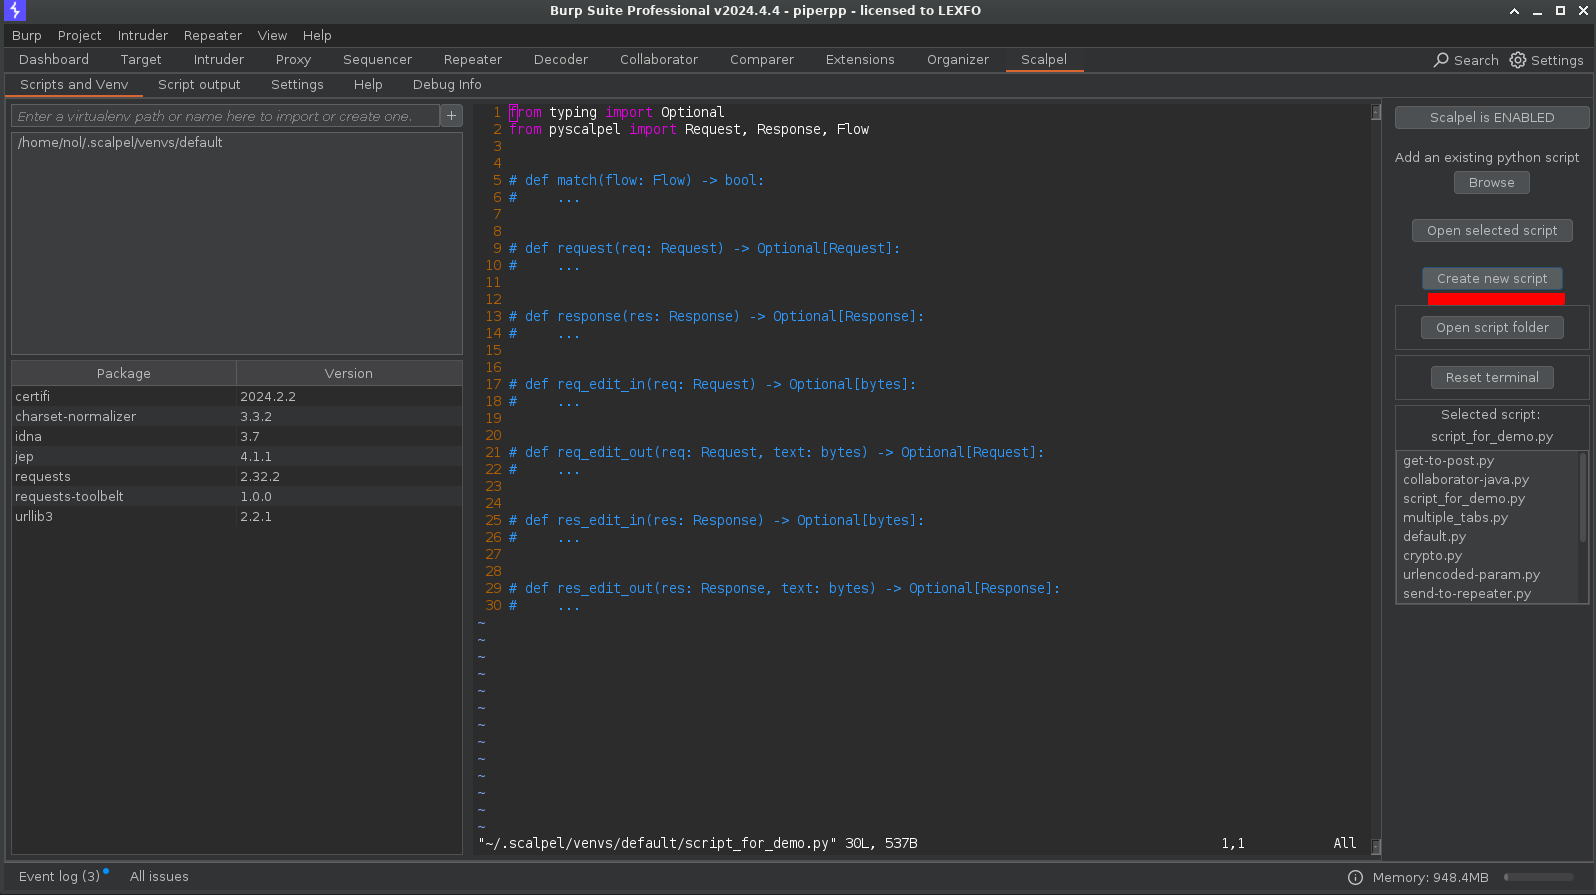 Burp Suite Professional v2024.4.4 - piperpp - licensed to LEXFO
Burp Project Intruder Repeater View Help
Dashboard Target Intruder Proxy Sequencer Repeater Decoder Collaborator Comparer Extensions Organizer Scalpel Search Settings
Scripts and Venv Script output Settings Help Debug Info
Enter a virtualenv path or name here to import or create one. +
/home/nol/.scalpel/venvs/default
Package Version
certifi 2024.2.2
charset-normalizer 3.3.2
idna 3.7
jep 4.1.1
requests 2.32.2
requests-toolbelt 1.0.0
urllib3 2.2.1
1 from typing import Optional
2 from pyscalpel import Request, Response, Flow
3
4
5 # def match(flow: Flow) -> bool:
6 #     ...
7
8
9 # def request(req: Request) -> Optional[Request]:
10 #     ...
11
12
13 # def response(res: Response) -> Optional[Response]:
14 #     ...
15
16
17 # def req_edit_in(req: Request) -> Optional[bytes]:
18 #     ...
19
20
21 # def req_edit_out(req: Request, text: bytes) -> Optional[Request]:
22 #     ...
23
24
25 # def res_edit_in(res: Response) -> Optional[bytes]:
26 #     ...
27
28
29 # def res_edit_out(res: Response, text: bytes) -> Optional[Response]:
30 #     ...
~
~
~
~
~
~
~
~
~
~
~
~
~
"~/.scalpel/venvs/default/script_for_demo.py" 30L, 537B 1,1 All
Scalpel is ENABLED
Add an existing python script
Browse
Open selected script
Create new script
Open script folder
Reset terminal
Selected script:
script_for_demo.py
get-to-post.py
collaborator-java.py
script_for_demo.py
multiple_tabs.py
default.py
crypto.py
urlencoded-param.py
send-to-repeater.py
Event log (3) All issues Memory: 948.4MB